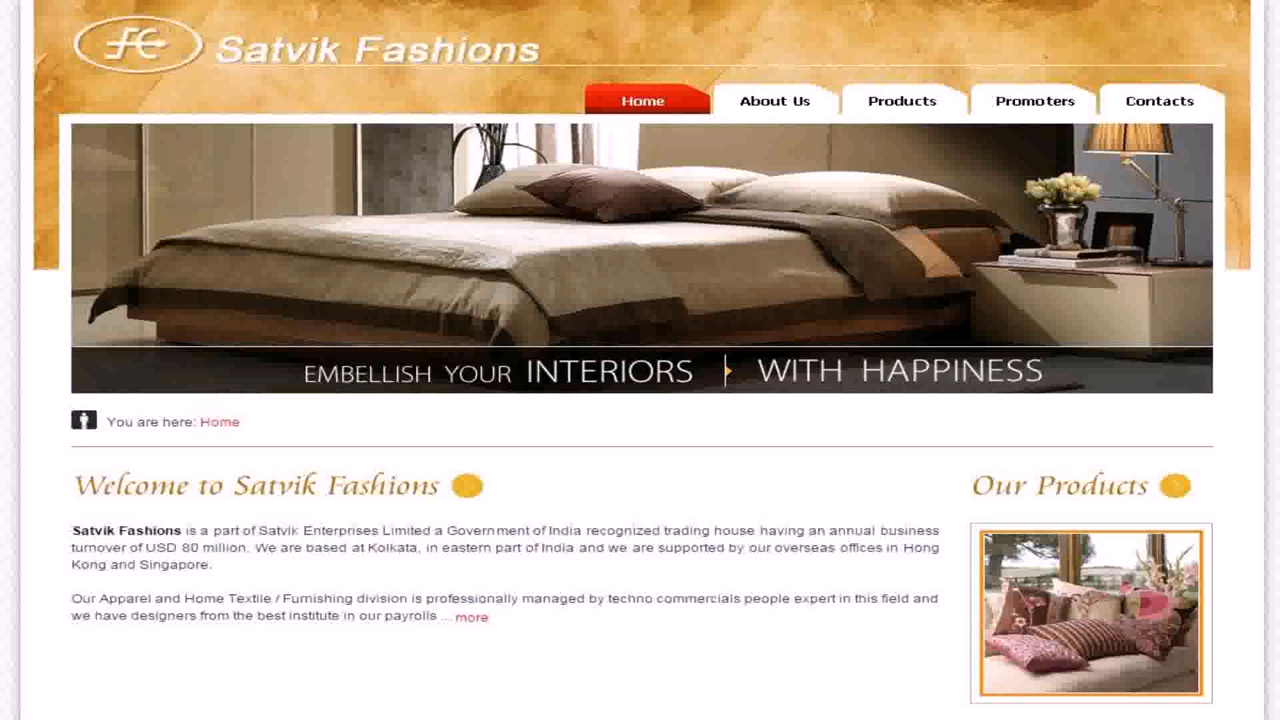 Satvik Fashions
Home
About Us
Products
Promoters
Contacts
EMBELLISH YOUR INTERIORS WITH HAPPINESS
You are here: Home
Welcome to Satvik Fashions
Satvik Fashions is a part of Satvik Enterprises Limited a Government of India recognized trading house having an annual business
turnover of USD 80 million. We are based at Kolkata, in eastern part of India and we are supported by our overseas offices in Hong
Kong and Singapore.
Our Apparel and Home Textile / Furnishing division is professionally managed by techno commercials people expert in this field and
we have designers from the best institute in our payrolls ... more
Our Products